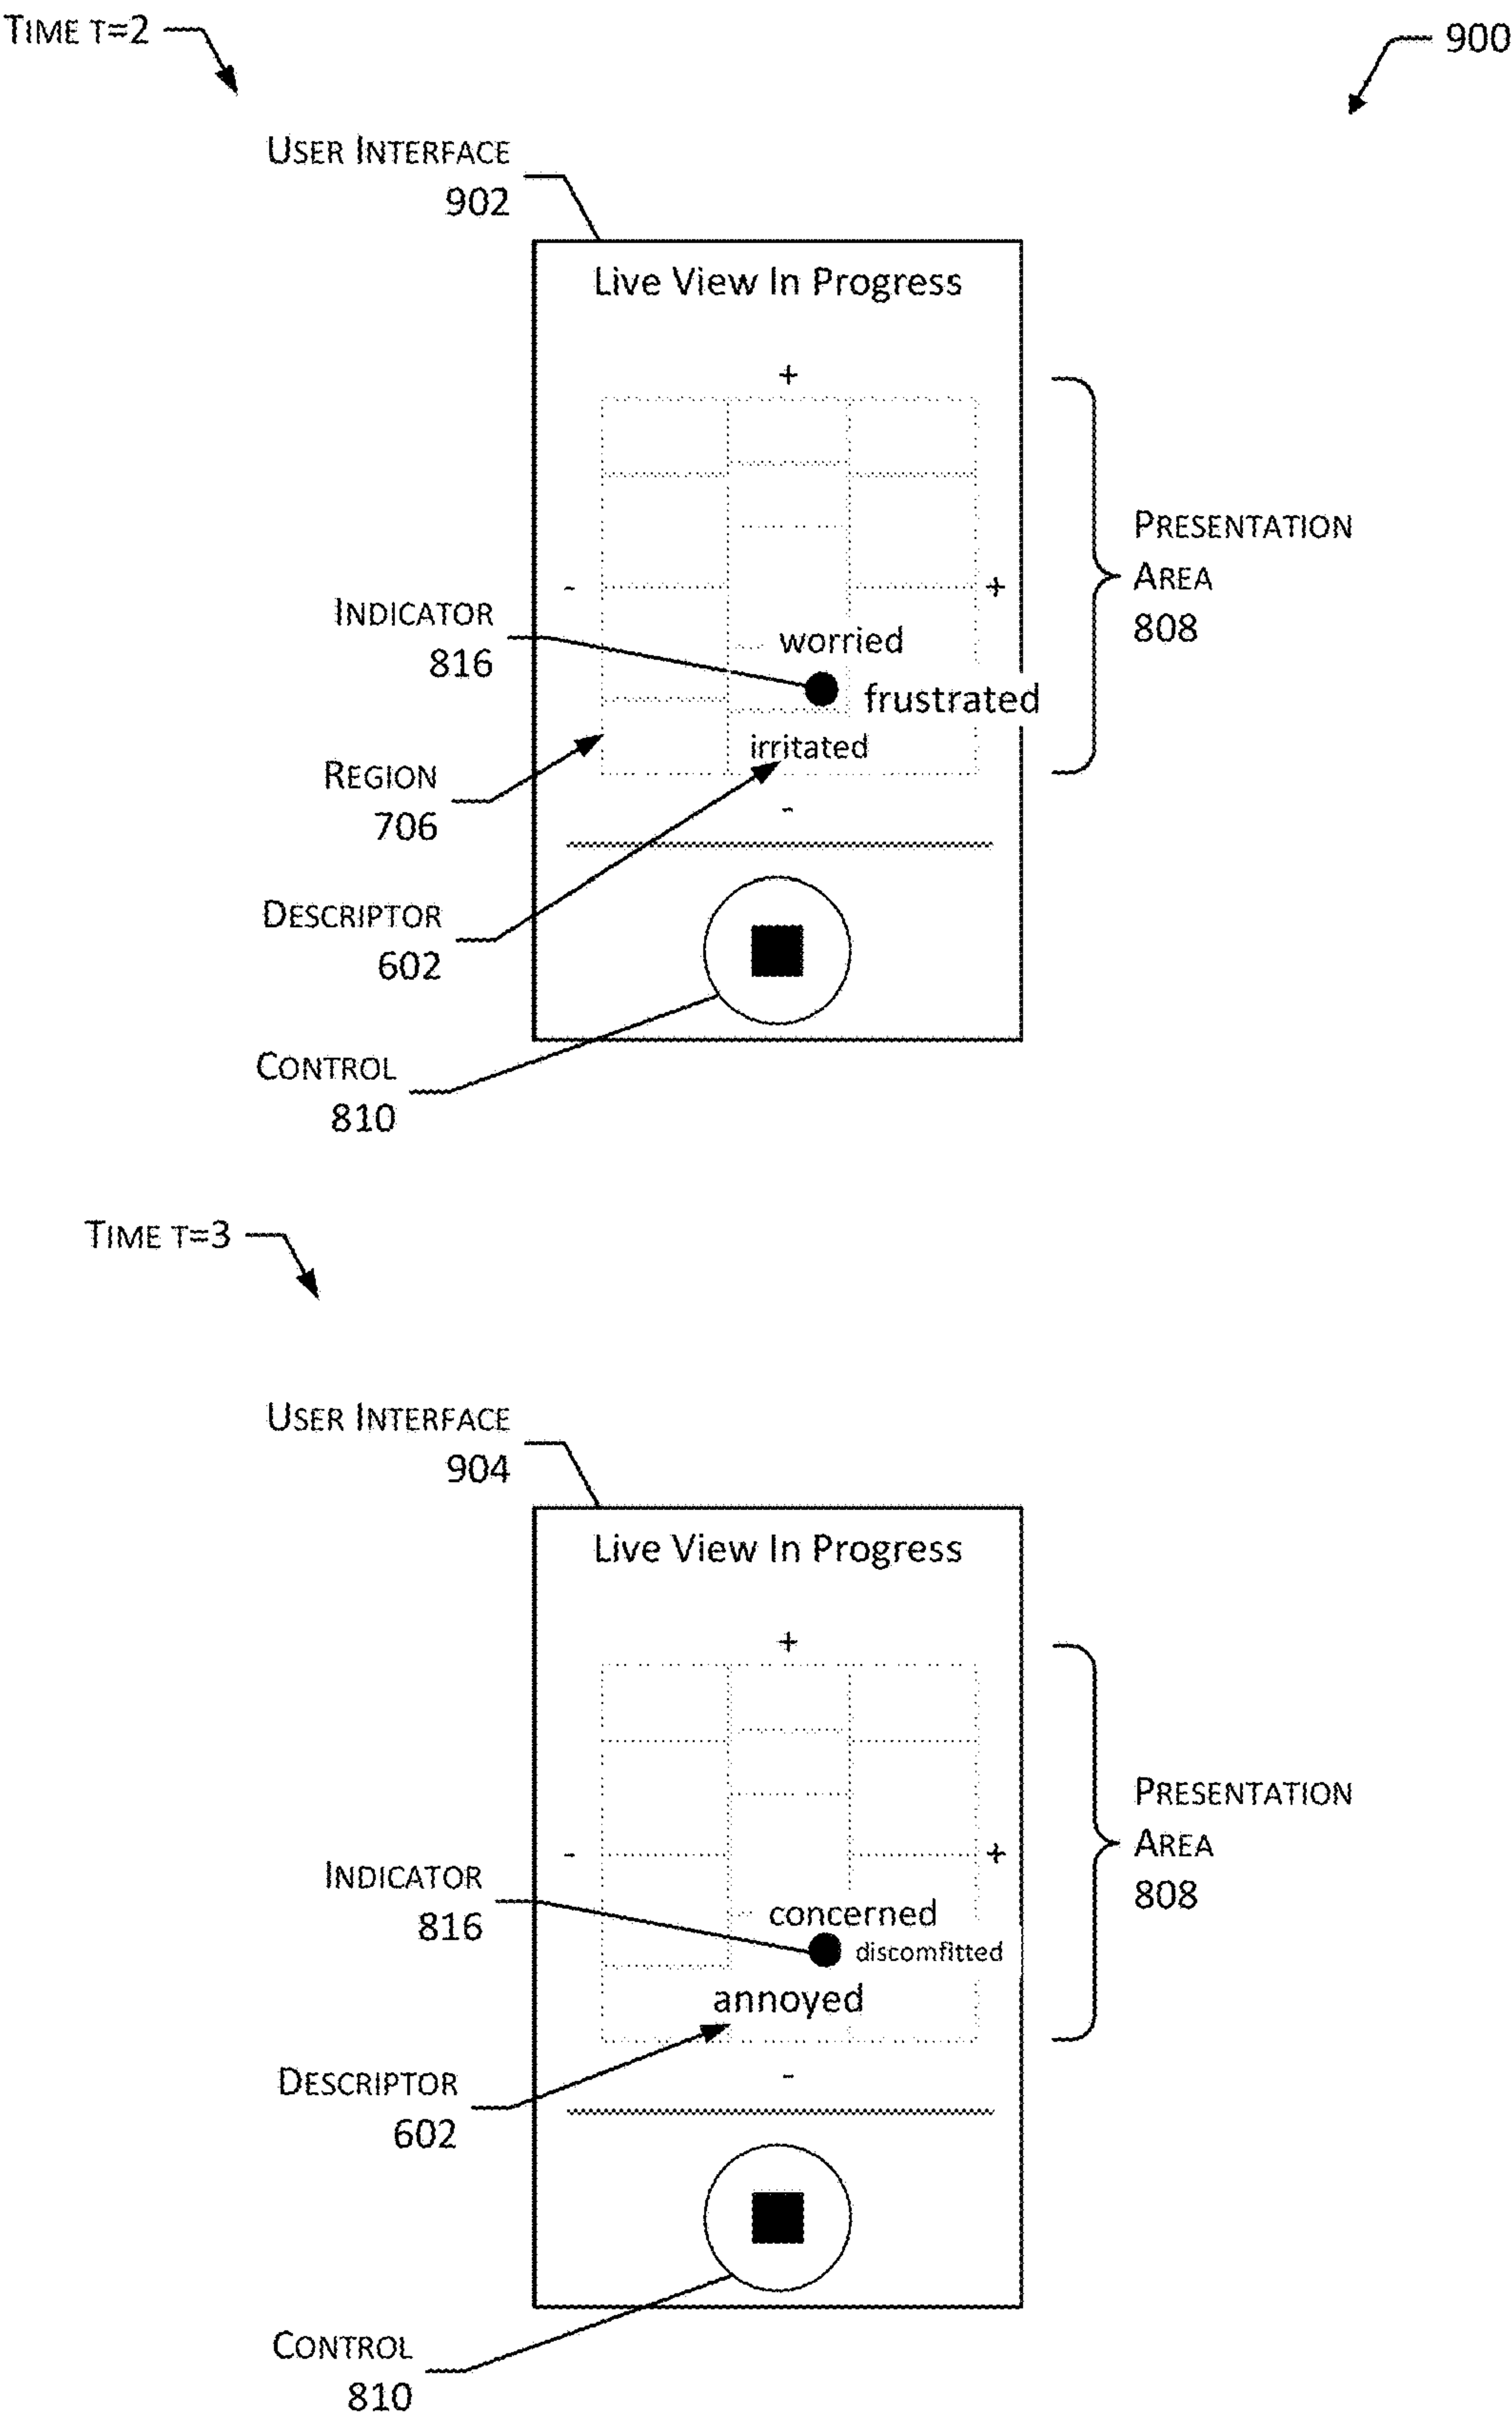 TIME T=2
900
USER INTERFACE
902
Live View In Progress
+
PRESENTATION
AREA
808
- +
INDICATOR
816
worried
frustrated
irritated
REGION
706
-
DESCRIPTOR
602
CONTROL
810
TIME T=3
USER INTERFACE
904
Live View In Progress
+
PRESENTATION
AREA
808
- +
INDICATOR
816
concerned
discomfitted
annoyed
-
DESCRIPTOR
602
CONTROL
810